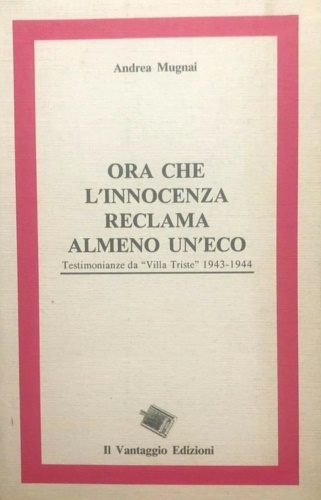 Andrea Mugnai
ORA CHE
L'INNOCENZA
RECLAMA
ALMENO UN'ECO
Testimonianze da "Villa Triste" 1943-1944
Il Vantaggio Edizioni